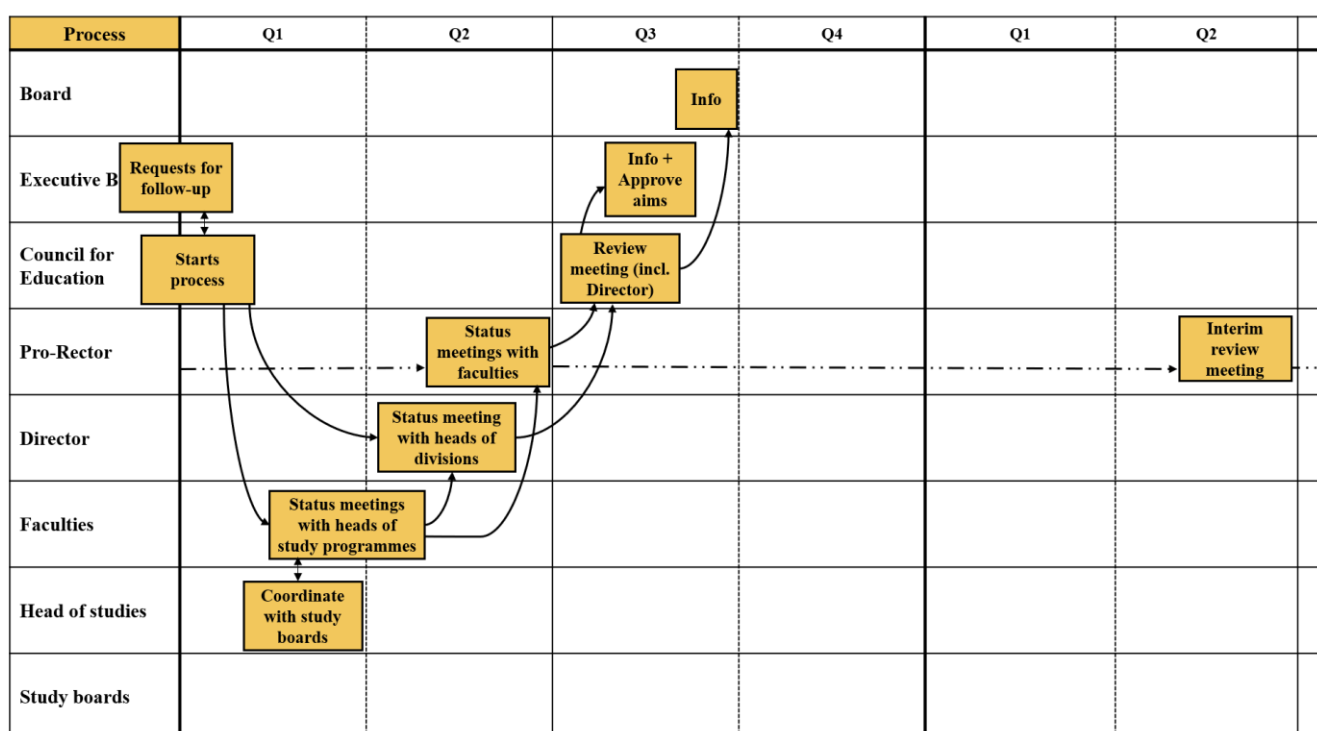 Process
Q1
Q2
Q3
Q4
Q1
Q2
Board
Info
Executive B
Requests for
follow-up
Info +
Approve
aims
Council for
Education
Starts
process
Review
meeting (incl.
Director)
Pro-Rector
Status
meetings with
faculties
Interim
review
meeting
Director
Status meeting
with heads of
divisions
Faculties
Status meetings
with heads of
study programmes
Head of studies
Coordinate
with study
boards
Study boards